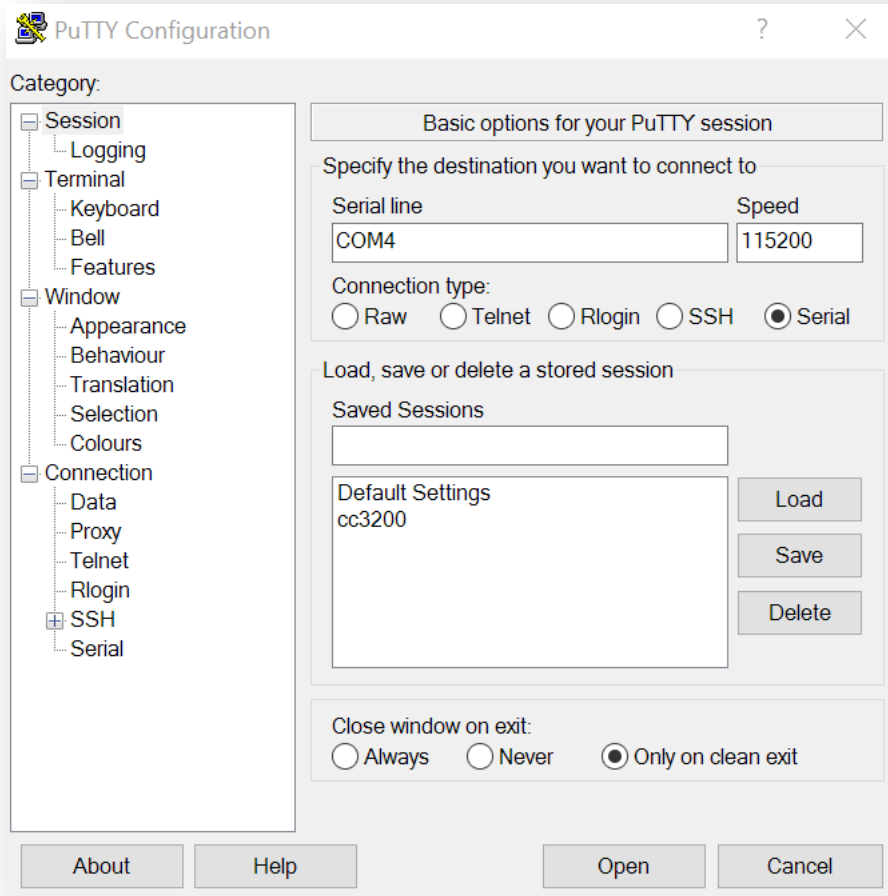 PuTTY Configuration
?
Category:
Session
Logging
Terminal
Keyboard
Bell
Features
Window
Appearance
Behaviour
Translation
Selection
Colours
Connection
Data
Proxy
Telnet
Rlogin
SSH
Serial
Basic options for your PuTTY session
Specify the destination you want to connect to
Serial line Speed
COM4 115200
Connection type:
Raw Telnet Rlogin SSH Serial
Load, save or delete a stored session
Saved Sessions
Default Settings
cc3200
Load
Save
Delete
Close window on exit:
Always Never Only on clean exit
About Help Open Cancel